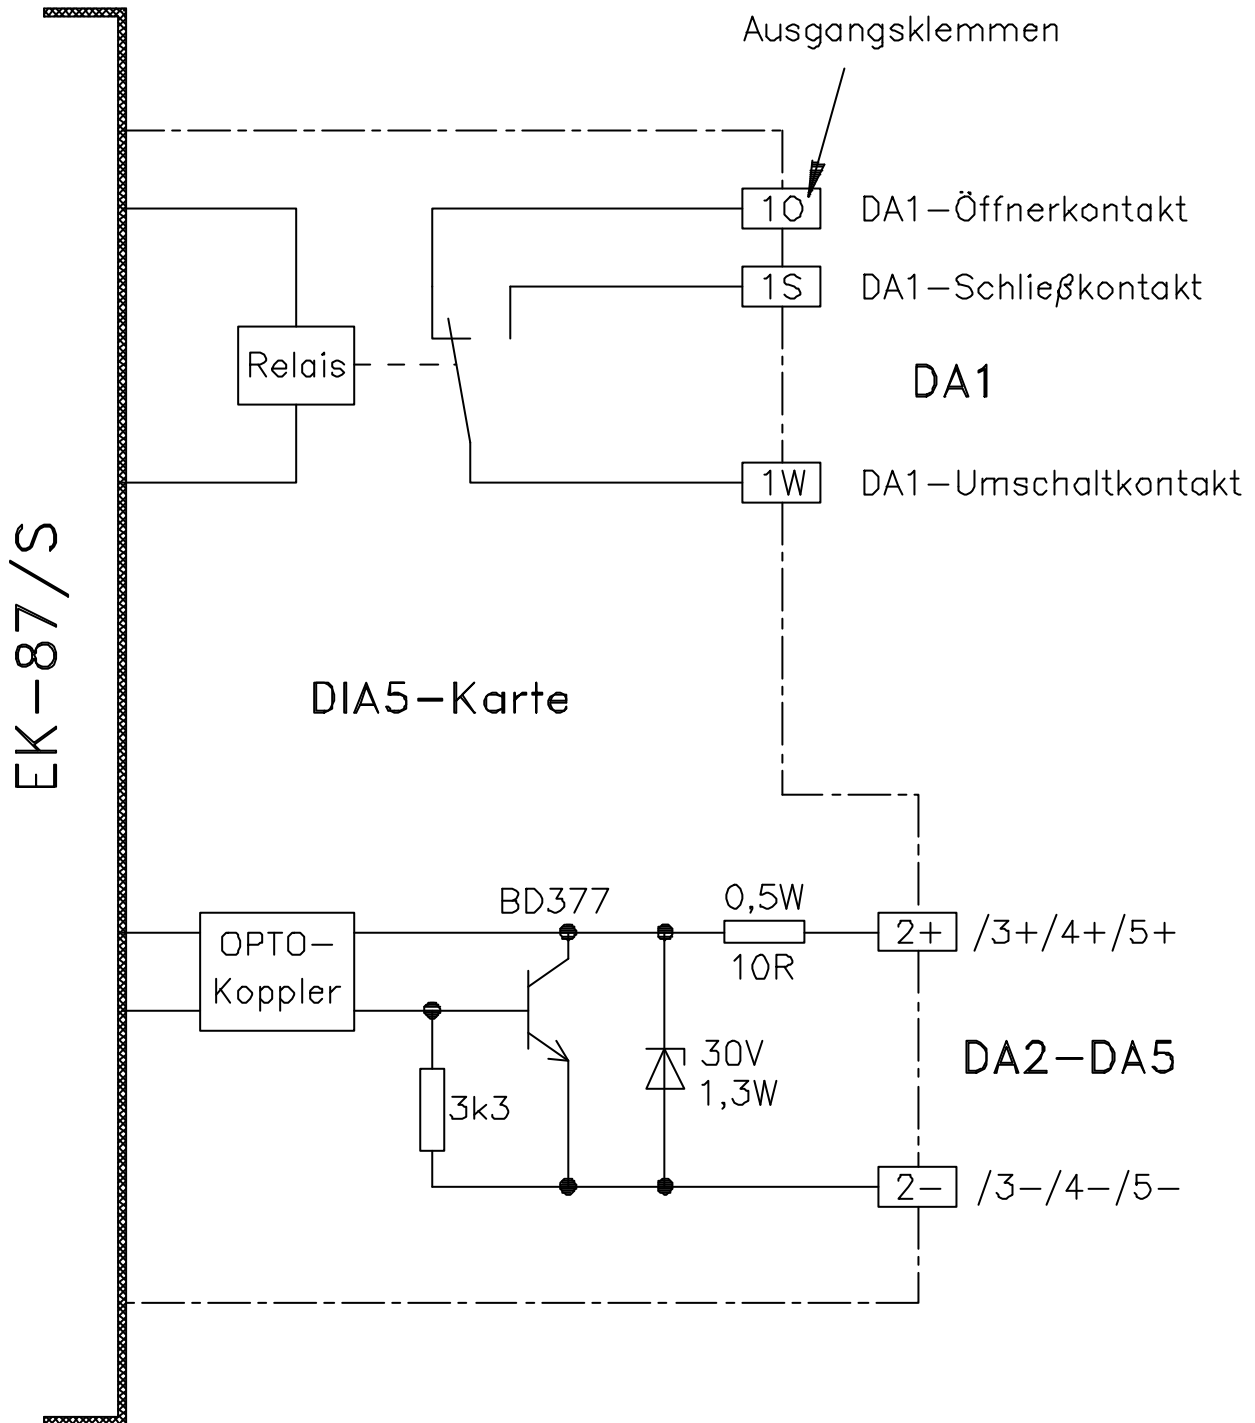 Ausgangsklemmen
1O DA1-Öffnerkontakt
1S DA1-Schließkontakt
Relais
DA1
1W DA1-Umschaltkontakt
EK-87/S
DIA5-Karte
BD377
0,5W
OPTO-
Koppler
2+ /3+/4+/5+
10R
30V
1,3W
DA2-DA5
3k3
2- /3-/4-/5-